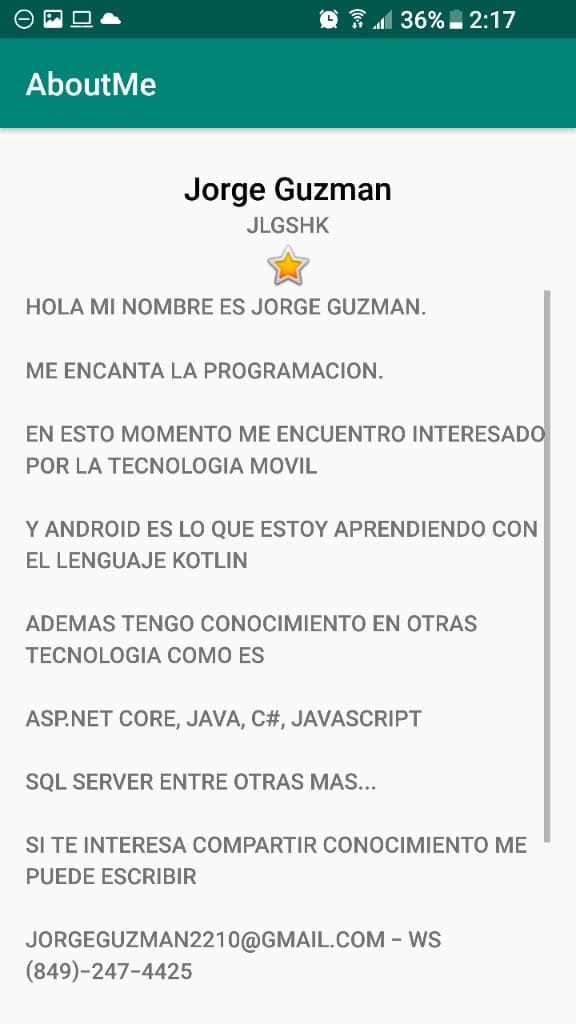 36% 2:17
AboutMe
Jorge Guzman
JLGSHK
HOLA MI NOMBRE ES JORGE GUZMAN.
ME ENCANTA LA PROGRAMACION.
EN ESTO MOMENTO ME ENCUENTRO INTERESADO
POR LA TECNOLOGIA MOVIL
Y ANDROID ES LO QUE ESTOY APRENDIENDO CON
EL LENGUAJE KOTLIN
ADEMAS TENGO CONOCIMIENTO EN OTRAS
TECNOLOGIA COMO ES
ASP.NET CORE, JAVA, C#, JAVASCRIPT
SQL SERVER ENTRE OTRAS MAS...
SI TE INTERESA COMPARTIR CONOCIMIENTO ME
PUEDE ESCRIBIR
JORGEGUZMAN2210@GMAIL.COM - WS
(849)-247-4425